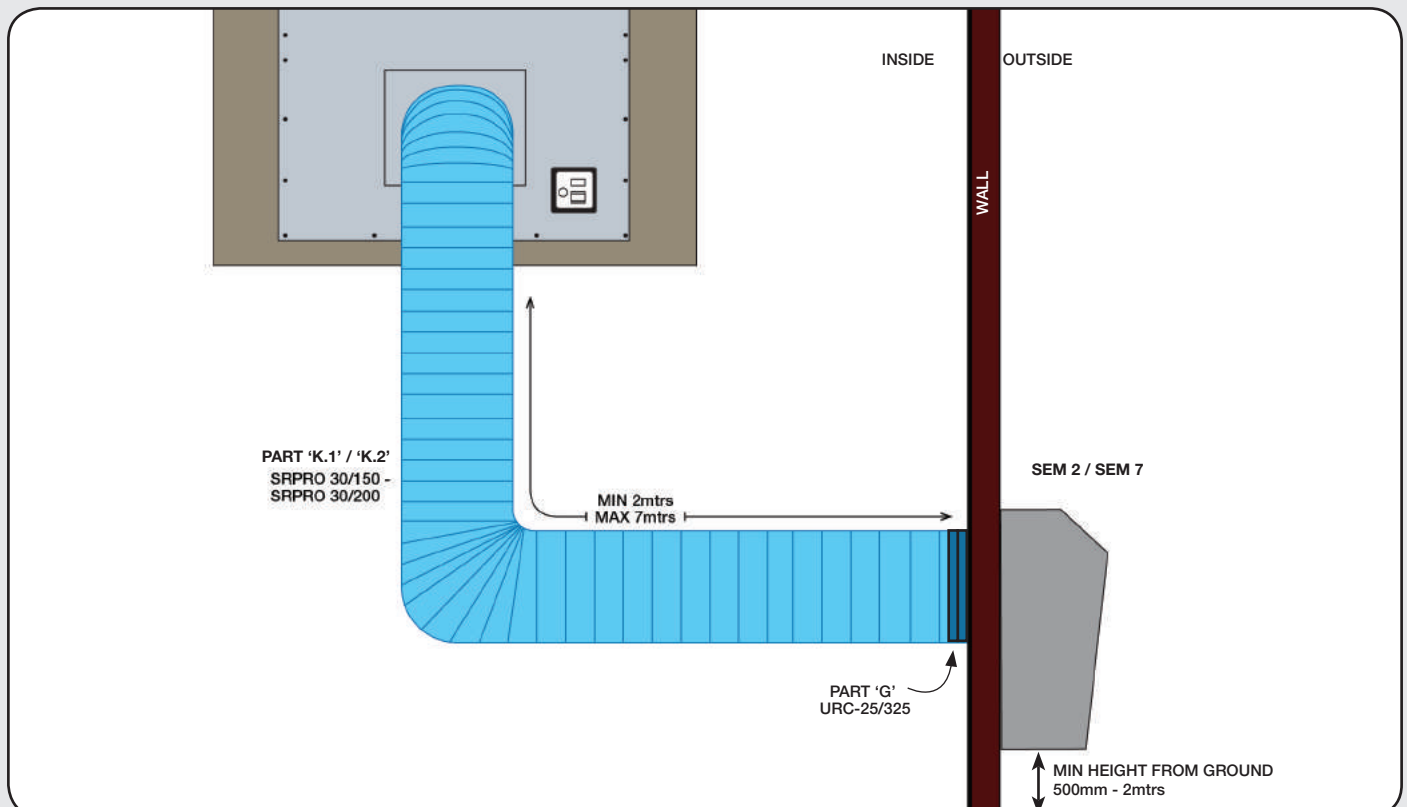 INSIDE
OUTSIDE
WALL
PART ‘K.1’ / ‘K.2’
SRPRO 30/150 -
SRPRO 30/200
MIN 2mtrs
MAX 7mtrs
SEM 2 / SEM 7
PART ‘G’
URC-25/325
MIN HEIGHT FROM GROUND
500mm - 2mtrs